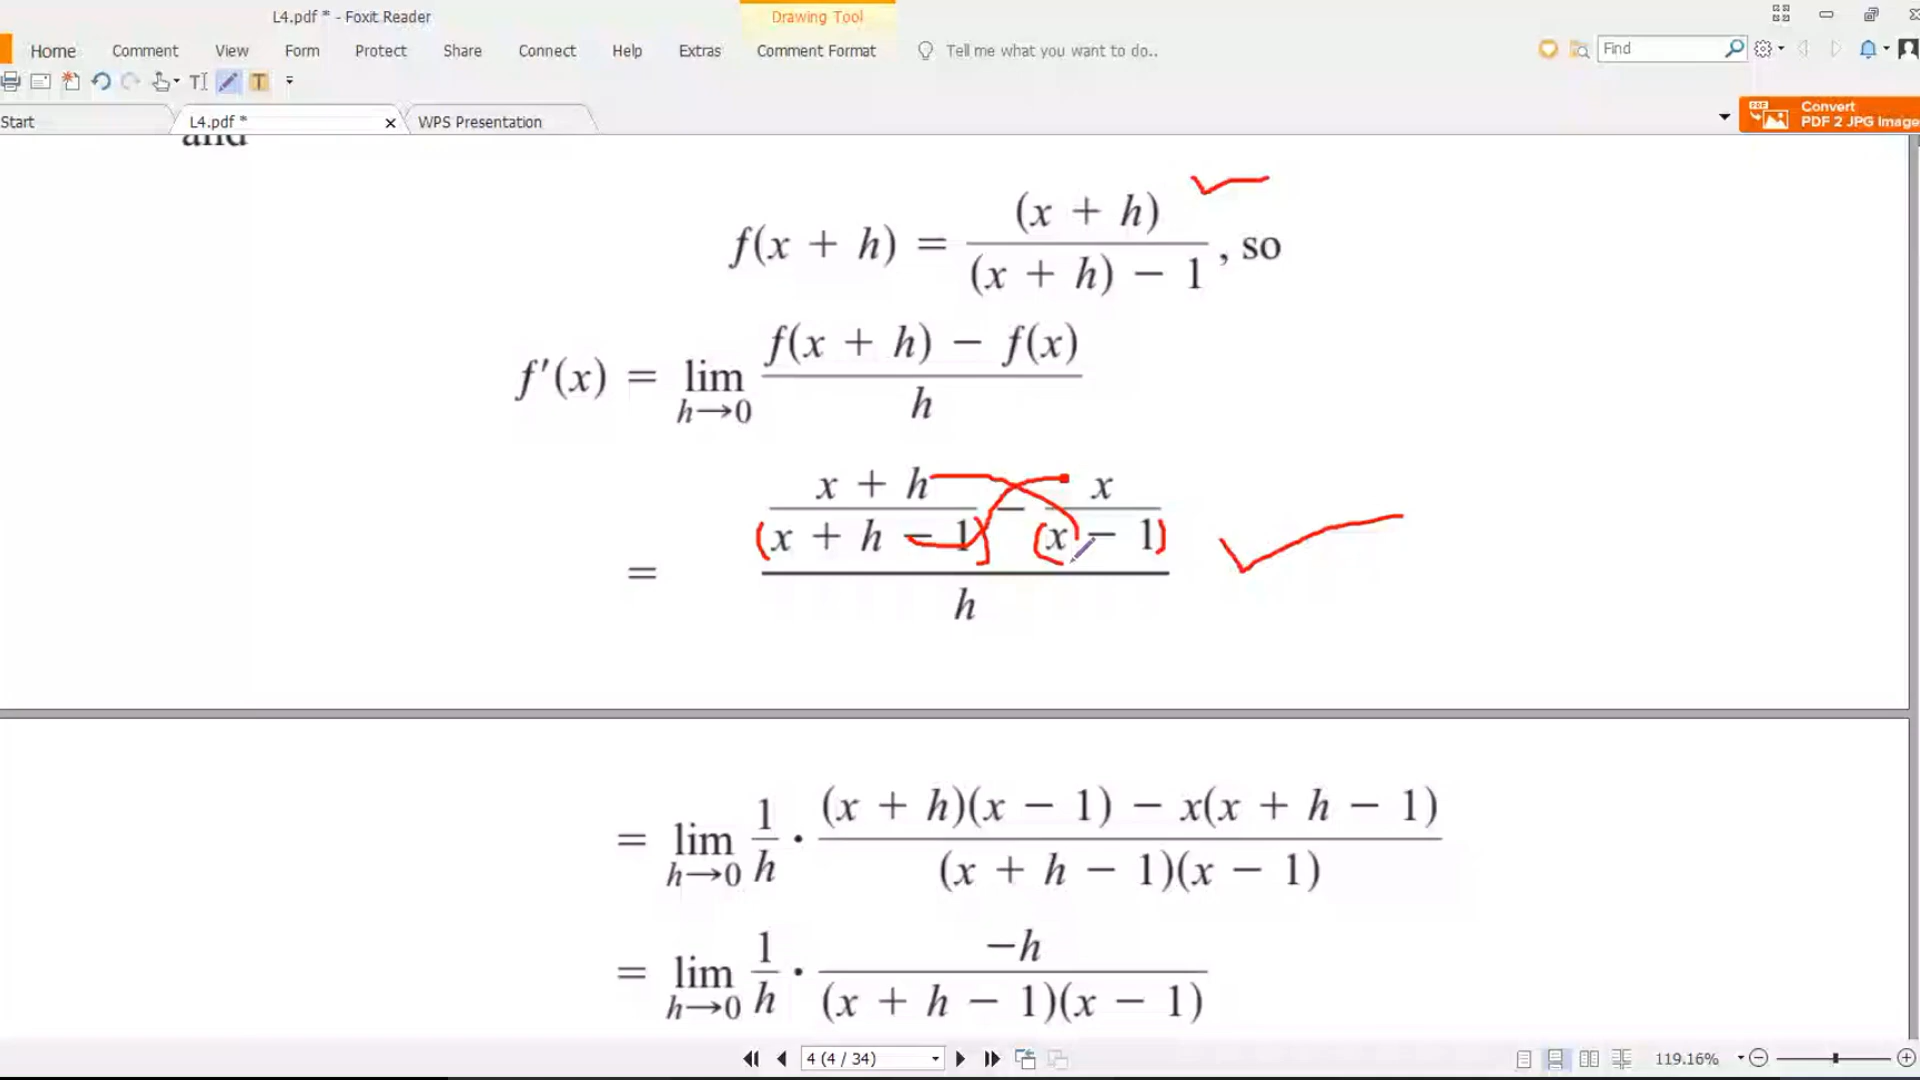 L4.pdf * - Foxit Reader
Drawing Tool
Home Comment View Form Protect Share Connect Help Extras Comment Format Tell me what you want to do.. Find
Start L4.pdf * WPS Presentation
Convert
PDF 2 JPG Image
and
f(x + h) = (x + h) / (x + h) − 1 , so
f′(x) = lim h→0 f(x + h) − f(x) / h
= x + h / (x + h − 1) − x / (x − 1) / h
= lim h→0 1/h · (x + h)(x − 1) − x(x + h − 1) / (x + h − 1)(x − 1)
= lim h→0 1/h · −h / (x + h − 1)(x − 1)
4 (4 / 34)
119.16%